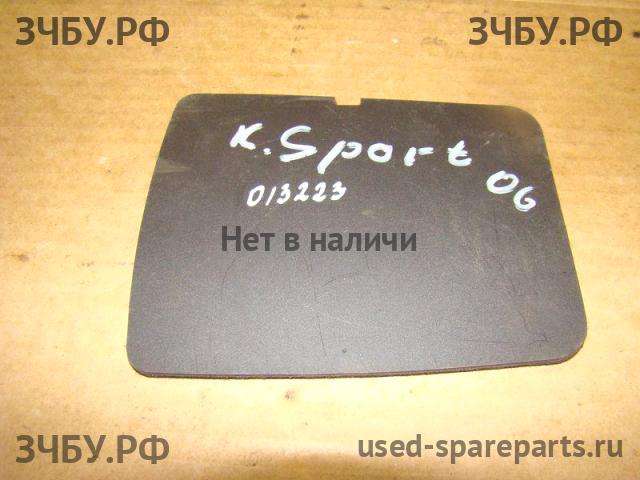 ЗЧБУ.РФ ЗЧБУ.РФ
K. Sport
06
013223
Нет в наличи
ЗЧБУ.РФ used-spareparts.ru